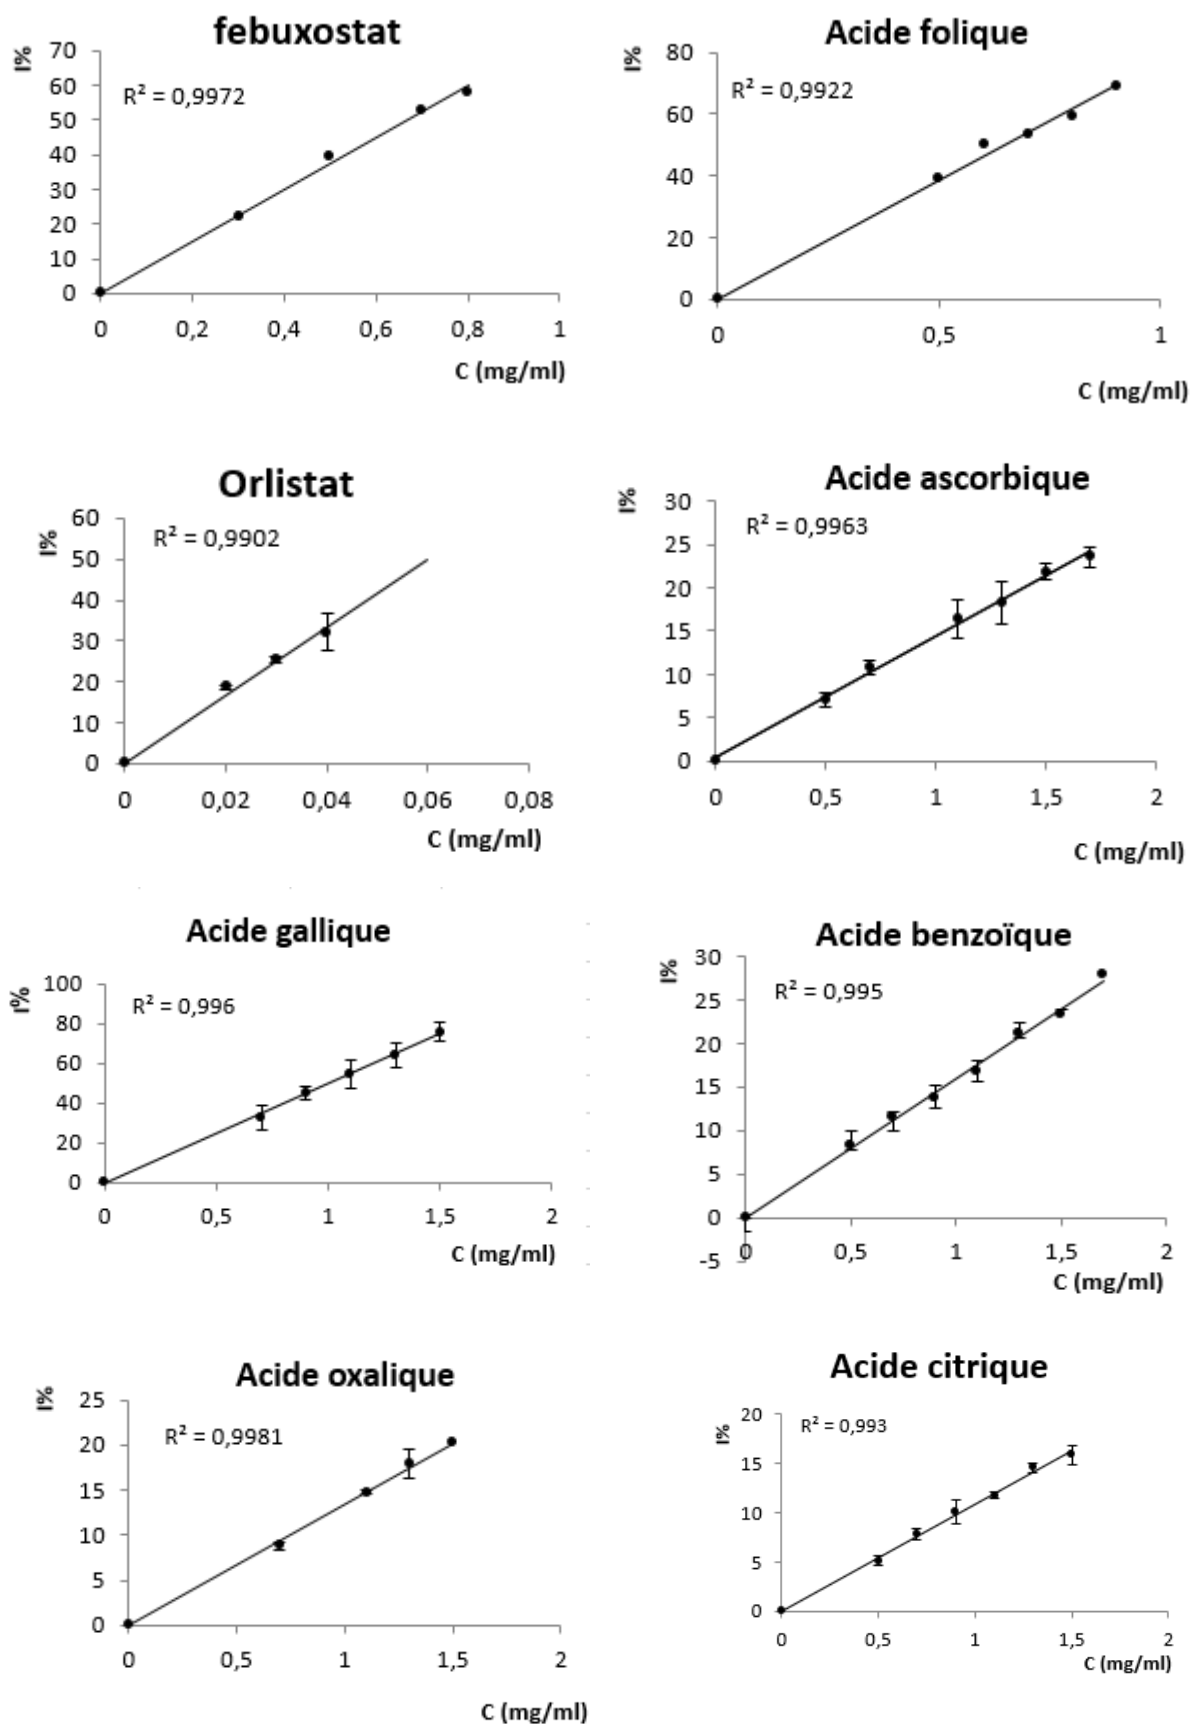 febuxostat
I%
R² = 0,9972
70
60
50
40
30
20
10
0
0 0,2 0,4 0,6 0,8 1
C (mg/ml)
Acide folique
I%
R² = 0,9922
80
60
40
20
0
0 0,5 1
C (mg/ml)
Orlistat
I%
R² = 0,9902
60
50
40
30
20
10
0
0 0,02 0,04 0,06 0,08
C (mg/ml)
Acide ascorbique
I%
R² = 0,9963
30
25
20
15
10
5
0
0 0,5 1 1,5 2
C (mg/ml)
Acide gallique
I%
R² = 0,996
100
80
60
40
20
0
0 0,5 1 1,5 2
C (mg/ml)
Acide benzoïque
I%
R² = 0,995
30
25
20
15
10
5
0
-5
0 0,5 1 1,5 2
C (mg/ml)
Acide oxalique
I%
R² = 0,9981
25
20
15
10
5
0
0 0,5 1 1,5 2
C (mg/ml)
Acide citrique
I%
R² = 0,993
20
15
10
5
0
0 0,5 1 1,5 2
C (mg/ml)